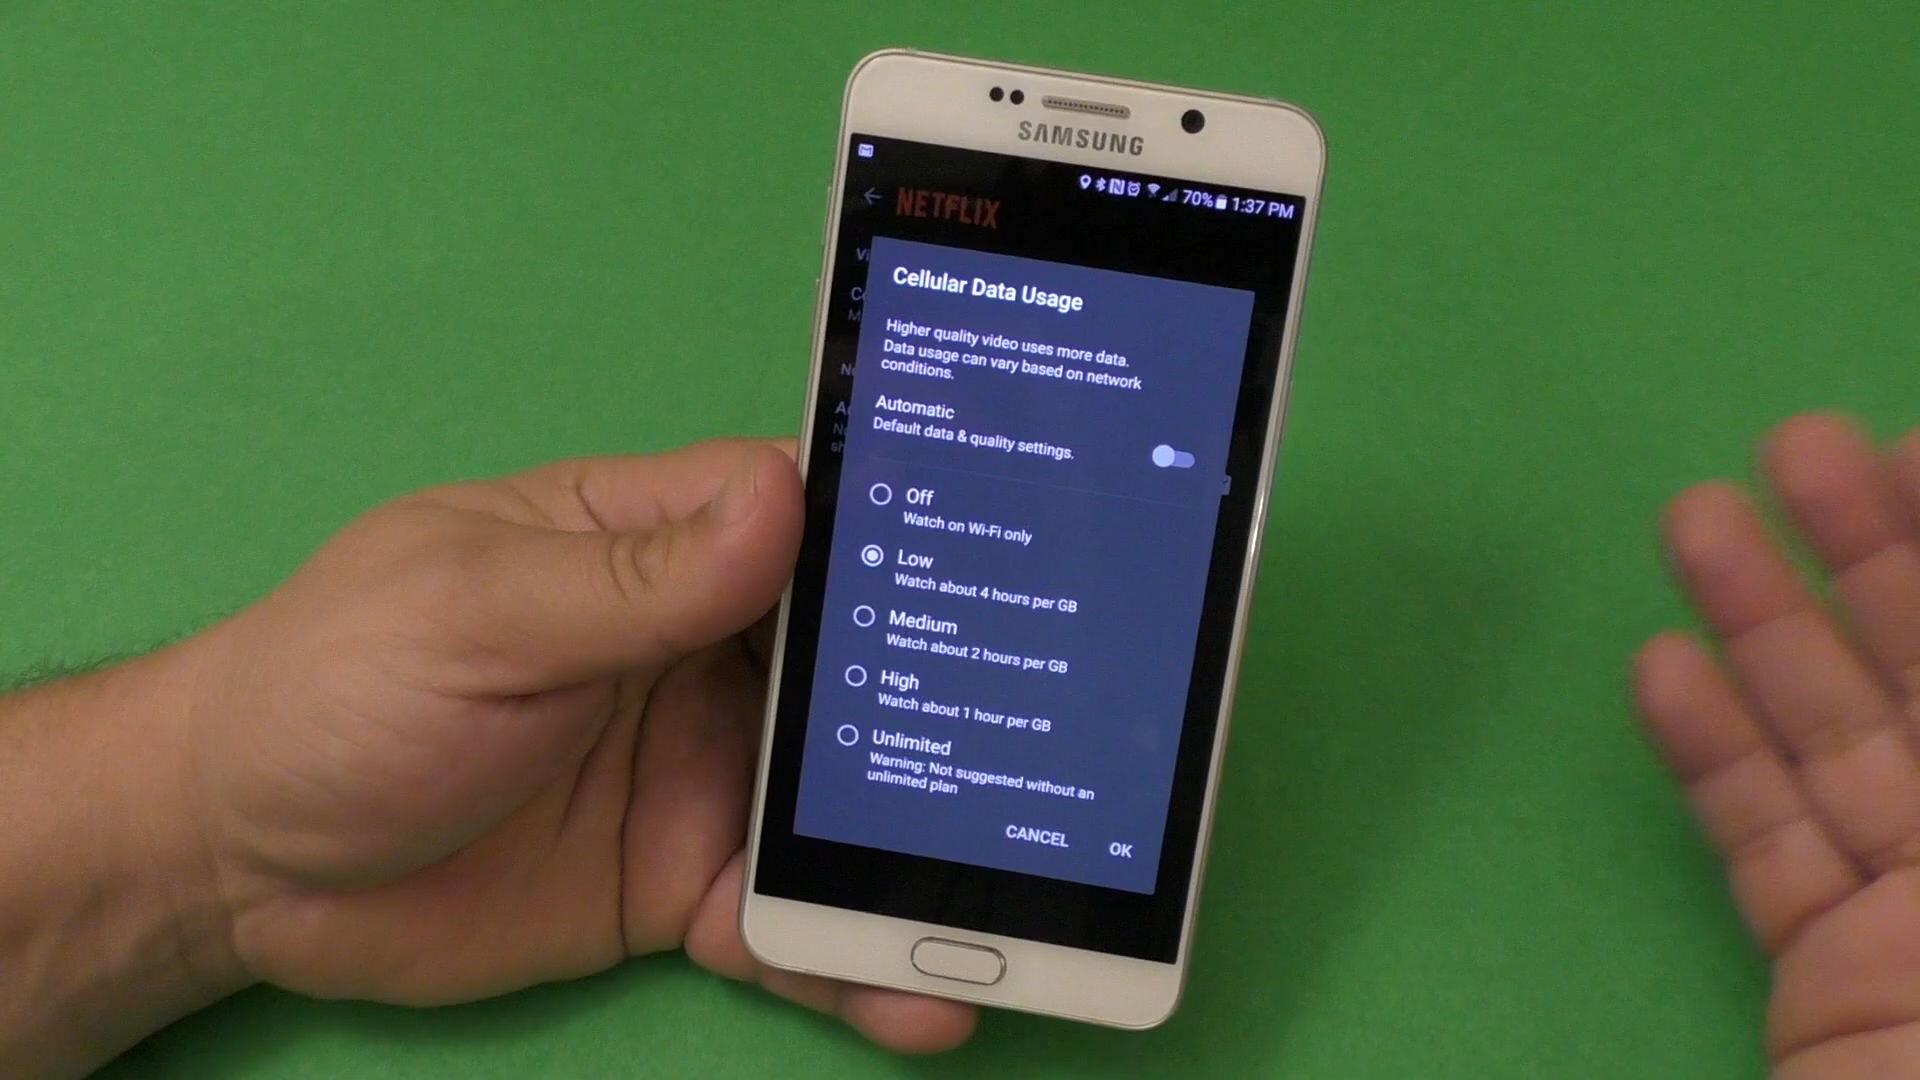 SAMSUNG
70% 1:37 PM
NETFLIX
Vi
Cellular Data Usage
Higher quality video uses more data.
Data usage can vary based on network
conditions.
Automatic
Default data & quality settings.
Off
Watch on Wi-Fi only
Low
Watch about 4 hours per GB
Medium
Watch about 2 hours per GB
High
Watch about 1 hour per GB
Unlimited
Warning: Not suggested without an
unlimited plan
CANCEL OK